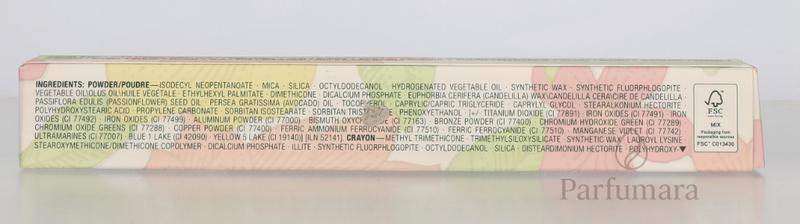 INGREDIENTS: POWDER/POUDRE—ISODECYL NEOPENTANOATE · MICA · SILICA · OCTYLDODECANOL · HYDROGENATED VEGETABLE OIL · SYNTHETIC WAX · SYNTHETIC FLUORPHLOGOPITE ·
VEGETABLE OIL/OLUS OIL/HUILE VEGETALE · ETHYLHEXYL PALMITATE · DIMETHICONE · DICALCIUM PHOSPHATE · EUPHORBIA CERIFERA (CANDELILLA) WAX/CANDELILLA CERA/CIRE DE CANDELILLA ·
PASSIFLORA EDULIS (PASSIONFLOWER) SEED OIL · PERSEA GRATISSIMA (AVOCADO) OIL · TOCOPHEROL · CAPRYLIC/CAPRIC TRIGLYCERIDE · CAPRYLYL GLYCOL · STEARALKONIUM HECTORITE ·
POLYHYDROXYSTEARIC ACID · PROPYLENE CARBONATE · SORBITAN ISOSTEARATE · SORBITAN · PHENOXYETHANOL · [+/- TITANIUM DIOXIDE (CI 77891) · IRON OXIDES (CI 77491) · IRON
OXIDES (CI 77492) · IRON OXIDES (CI 77499) · ALUMINUM POWDER (CI 77000) · BISMUTH (CI 77163) · BRONZE POWDER (CI 77400) · CHROMIUM HYDROXIDE GREEN (CI 77289) ·
CHROMIUM OXIDE GREENS (CI 77288) · COPPER POWDER (CI 77400) · FERRIC AMMONIUM FERROCYANIDE (CI 77510) · FERRIC FERROCYANIDE (CI 77510) · MANGANESE VIOLET (CI 77742) ·
ULTRAMARINES (CI 77007) · BLUE 1 LAKE (CI 42090) · YELLOW 5 LAKE (CI 19140)] [ILN 52141]. CRAYON— METHYL TRIMETHICONE · TRIMETHYLSILOXYSILICATE · SYNTHETIC WAX · LAUROYL LYSINE ·
STEAROXYMETHICONE/DIMETHICONE COPOLYMER · DICALCIUM PHOSPHATE · ILLITE · SYNTHETIC FLUORPHLOGOPITE · OCTYLDODECANOL · SILICA · DISTEARDIMONIUM HECTORITE · POLYHYDROXY-▼
FSC
MIX
Packaging from
responsible sources
FSC® C013436
Parfumara